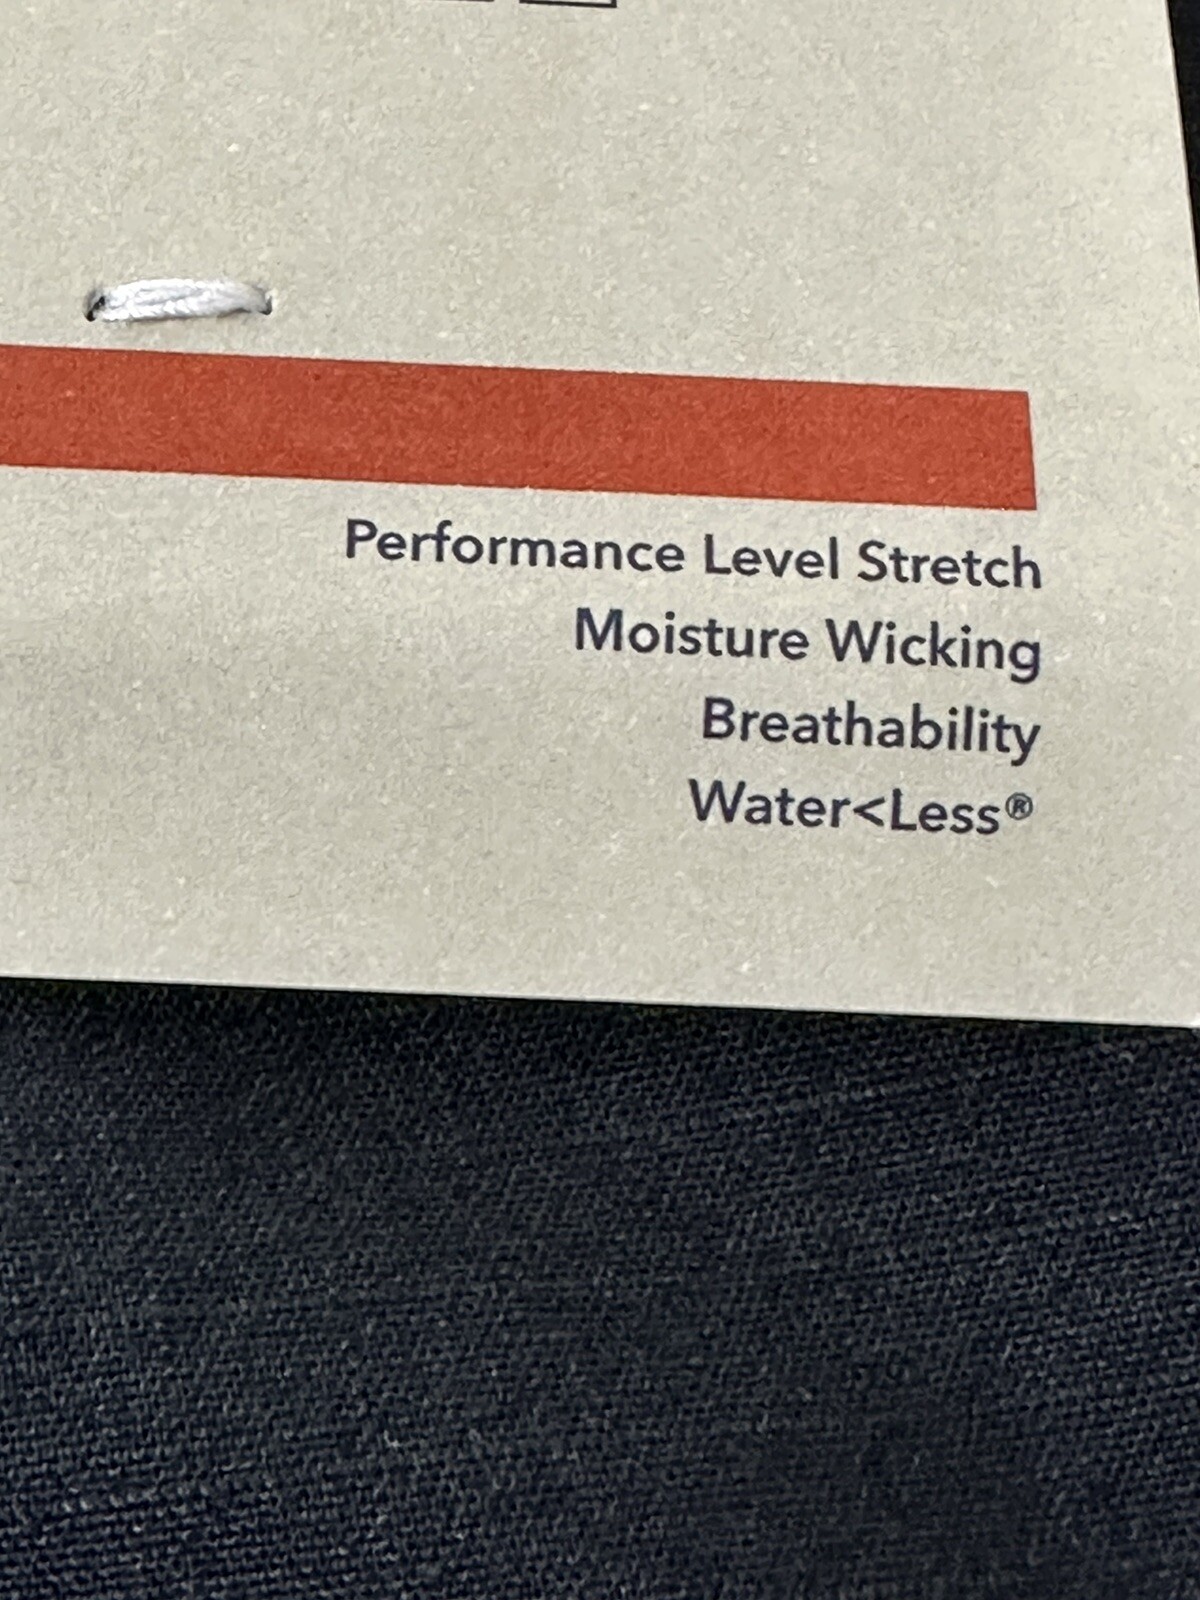 Performance Level Stretch
Moisture Wicking
Breathability
Water<Less®